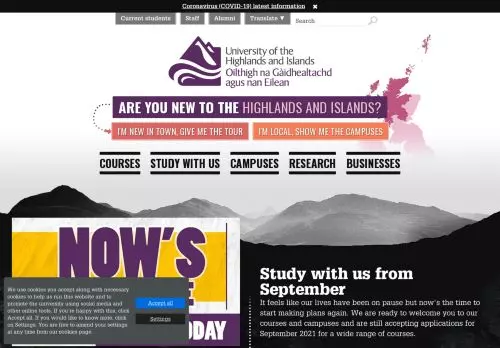 Coronavirus (COVID-19) latest information ✖
Current students Staff Alumni Translate ▼ Search
University of the
Highlands and Islands
Oilthigh na Gàidhealtachd
agus nan Eilean
ARE YOU NEW TO THE HIGHLANDS AND ISLANDS?
I'M NEW IN TOWN, GIVE ME THE TOUR I'M LOCAL, SHOW ME THE CAMPUSES
COURSES STUDY WITH US CAMPUSES RESEARCH BUSINESSES
NOW'S
Study with us from
September
It feels like our lives have been on pause but now's the time to
start making plans again. We are ready to welcome you to our
courses and campuses and are still accepting applications for
September 2021 for a wide range of courses.
We use cookies you accept along with necessary
cookies to help us run this website and to
promote the university using social media and
other online tools. If you're happy with this, click
Accept all. If you would like to know more, click
on Settings. You are free to amend your settings
at any time from our cookies page.
Accept all
Settings
ODAY